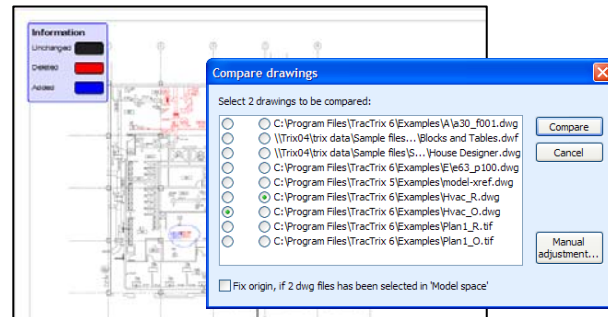 Information
Unchanged
Deleted
Added
Compare drawings
Select 2 drawings to be compared:
C:\Program Files\TracTrix 6\Examples\A\a30_f001.dwg
\\Trix04\trix data\Sample files...\Blocks and Tables.dwf
\\Trix04\trix data\Sample files\S...\House Designer.dwg
C:\Program Files\TracTrix 6\Examples\E\e63_p100.dwg
C:\Program Files\TracTrix 5\Examples\model-xref.dwg
C:\Program Files\TracTrix 6\Examples\Hvac_R.dwg
C:\Program Files\TracTrix 6\Examples\Hvac_O.dwg
C:\Program Files\TracTrix 6\Examples\Plan1_R.tif
C:\Program Files\TracTrix 6\Examples\Plan1_O.tif
Compare
Cancel
Manual
adjustment...
Fix origin, if 2 dwg files has been selected in 'Model space'